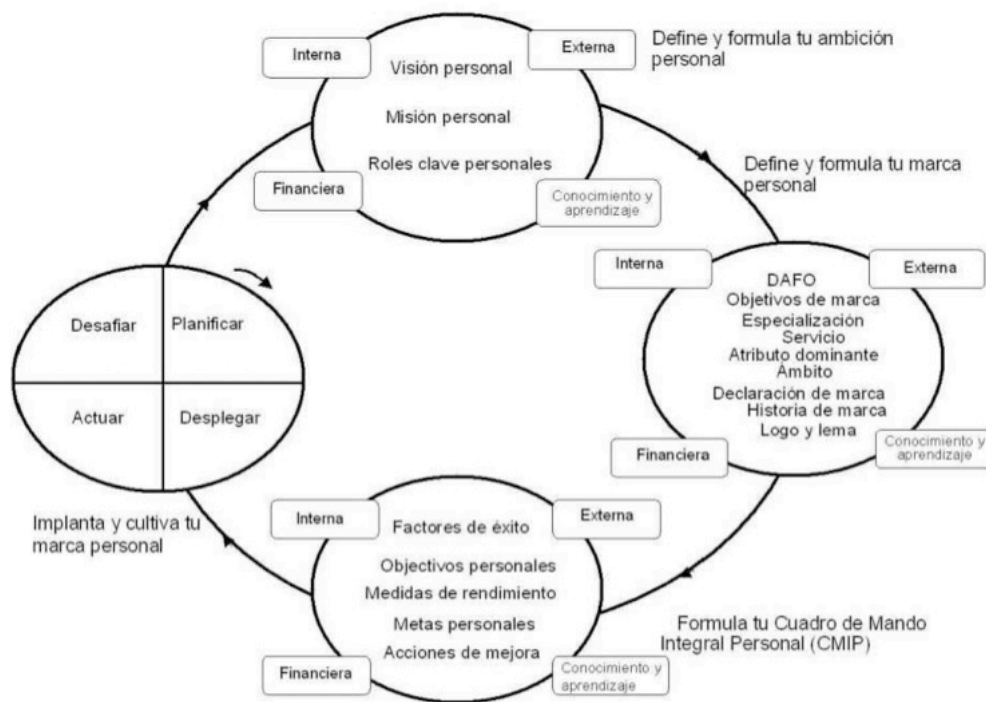 Interna
Externa
Visión personal
Misión personal
Roles clave personales
Financiera
Conocimiento y
aprendizaje
Define y formula tu ambición
personal
Define y formula tu marca
personal
Interna
Externa
DAFO
Objetivos de marca
Especialización
Servicio
Atributo dominante
Ámbito
Declaración de marca
Historia de marca
Logo y lema
Financiera
Conocimiento y
aprendizaje
Formula tu Cuadro de Mando
Integral Personal (CMIP)
Interna
Externa
Factores de éxito
Objectivos personales
Medidas de rendimiento
Metas personales
Acciones de mejora
Financiera
Conocimiento y
aprendizaje
Implanta y cultiva tu
marca personal
Desafiar
Planificar
Actuar
Desplegar